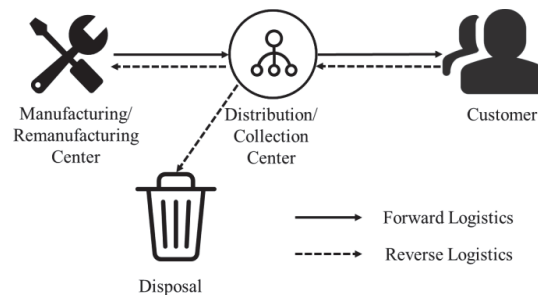 Manufacturing/
Remanufacturing
Center
Distribution/
Collection
Center
Customer
Disposal
Forward Logistics
Reverse Logistics